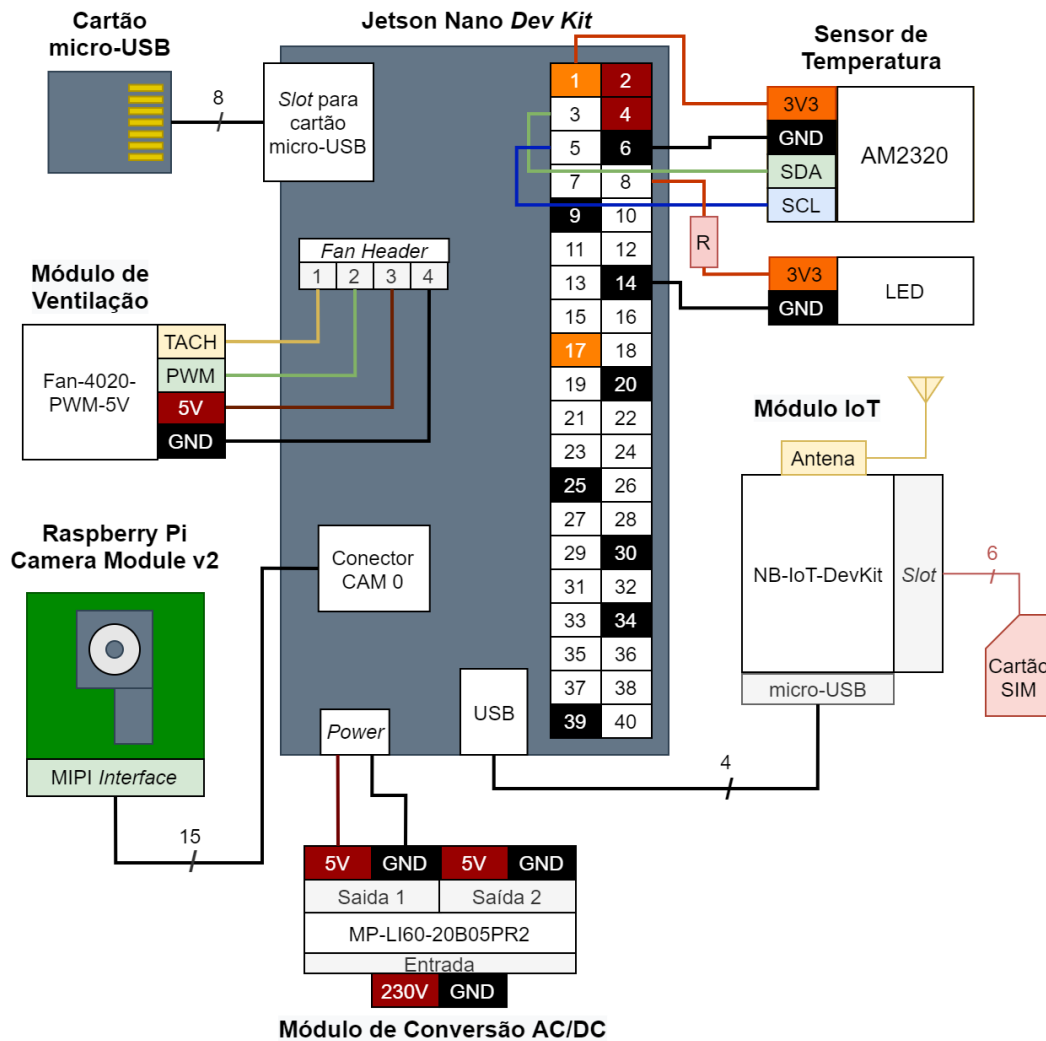 Cartão
micro-USB
Jetson Nano Dev Kit
Sensor de
Temperatura
8
Slot para
cartão
micro-USB
1 2
3 4
5 6
7 8
9 10
11 12
13 14
15 16
17 18
19 20
21 22
23 24
25 26
27 28
29 30
31 32
33 34
35 36
37 38
39 40
3V3
GND
SDA
SCL
AM2320
R
3V3
GND
LED
Fan Header
1 2 3 4
Módulo de
Ventilação
Fan-4020-
PWM-5V
TACH
PWM
5V
GND
Módulo IoT
Antena
NB-IoT-DevKit
Slot
6
Cartão
SIM
micro-USB
4
Raspberry Pi
Camera Module v2
MIPI Interface
15
Conector
CAM 0
Power
USB
5V GND 5V GND
Saida 1 Saída 2
MP-LI60-20B05PR2
Entrada
230V GND
Módulo de Conversão AC/DC